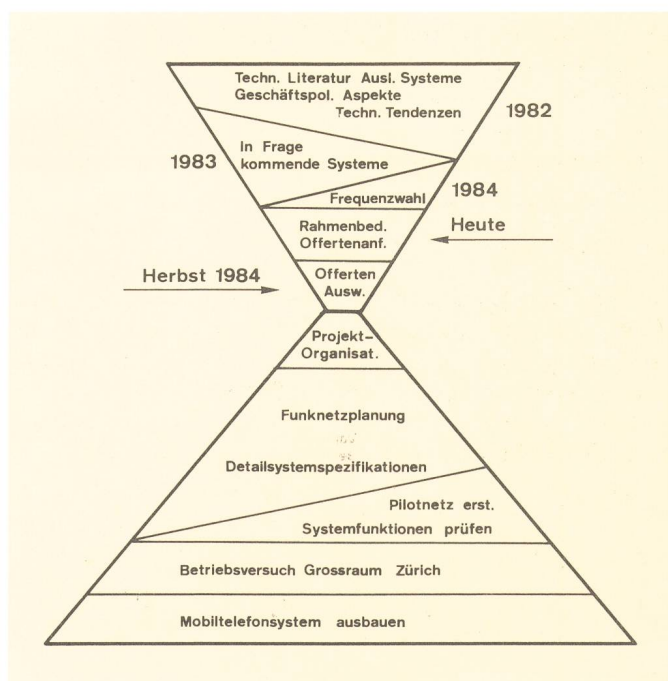 Techn. Literatur Ausl. Systeme
Geschäftspol. Aspekte
Techn. Tendenzen
1982
In Frage
kommende Systeme
1983
1984
Frequenzwahl
Rahmenbed.
Offertenanf.
Heute
Herbst 1984
Offerten
Ausw.
Projekt-
Organisat.
Funknetzplanung
Detailsystemspezifikationen
Pilotnetz erst.
Systemfunktionen prüfen
Betriebsversuch Grossraum Zürich
Mobiltelefonsystem ausbauen